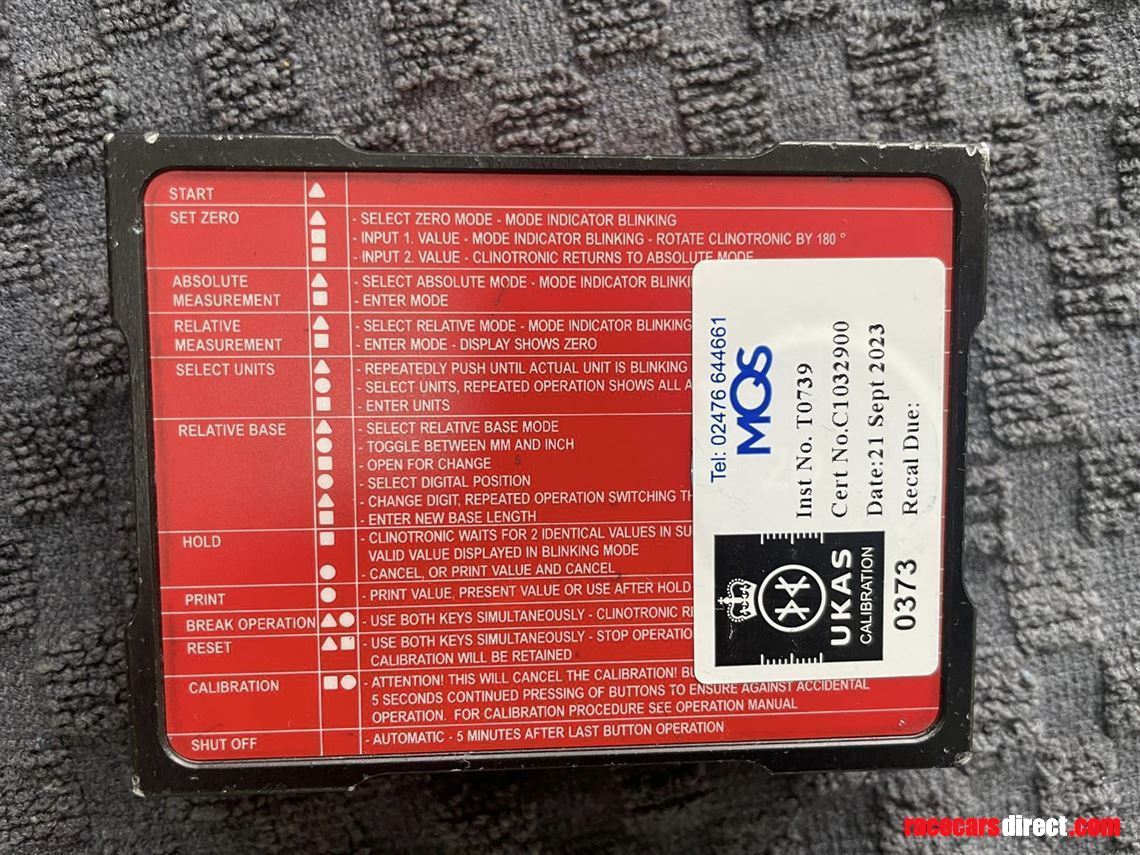 START
SET ZERO
- SELECT ZERO MODE - MODE INDICATOR BLINKING
- INPUT 1. VALUE - MODE INDICATOR BLINKING - ROTATE CLINOTRONIC BY 180 °
- INPUT 2. VALUE - CLINOTRONIC RETURNS TO ABSOLUTE MODE
ABSOLUTE
MEASUREMENT
- SELECT ABSOLUTE MODE - MODE INDICATOR BLINKI
- ENTER MODE
RELATIVE
MEASUREMENT
- SELECT RELATIVE MODE - MODE INDICATOR BLINKING
- ENTER MODE - DISPLAY SHOWS ZERO
SELECT UNITS
- REPEATEDLY PUSH UNTIL ACTUAL UNIT IS BLINKING
- SELECT UNITS, REPEATED OPERATION SHOWS ALL A
- ENTER UNITS
RELATIVE BASE
- SELECT RELATIVE BASE MODE
- TOGGLE BETWEEN MM AND INCH
- OPEN FOR CHANGE
- SELECT DIGITAL POSITION
- CHANGE DIGIT, REPEATED OPERATION SWITCHING TH
- ENTER NEW BASE LENGTH
HOLD
- CLINOTRONIC WAITS FOR 2 IDENTICAL VALUES IN SU
VALID VALUE DISPLAYED IN BLINKING MODE
- CANCEL, OR PRINT VALUE AND CANCEL
PRINT
- PRINT VALUE, PRESENT VALUE OR USE AFTER HOLD
BREAK OPERATION
- USE BOTH KEYS SIMULTANEOUSLY - CLINOTRONIC RE
RESET
- USE BOTH KEYS SIMULTANEOUSLY - STOP OPERATIO
CALIBRATION WILL BE RETAINED
CALIBRATION
- ATTENTION! THIS WILL CANCEL THE CALIBRATION! BU
5 SECONDS CONTINUED PRESSING OF BUTTONS TO ENSURE AGAINST ACCIDENTAL
OPERATION. FOR CALIBRATION PROCEDURE SEE OPERATION MANUAL
SHUT OFF
- AUTOMATIC - 5 MINUTES AFTER LAST BUTTON OPERATION
Tel: 02476 644661
MQS
Inst No. T0739
Cert No.C1032900
Date:21 Sept 2023
Recal Due:
UKAS
CALIBRATION
0373
racecarsdirect.com